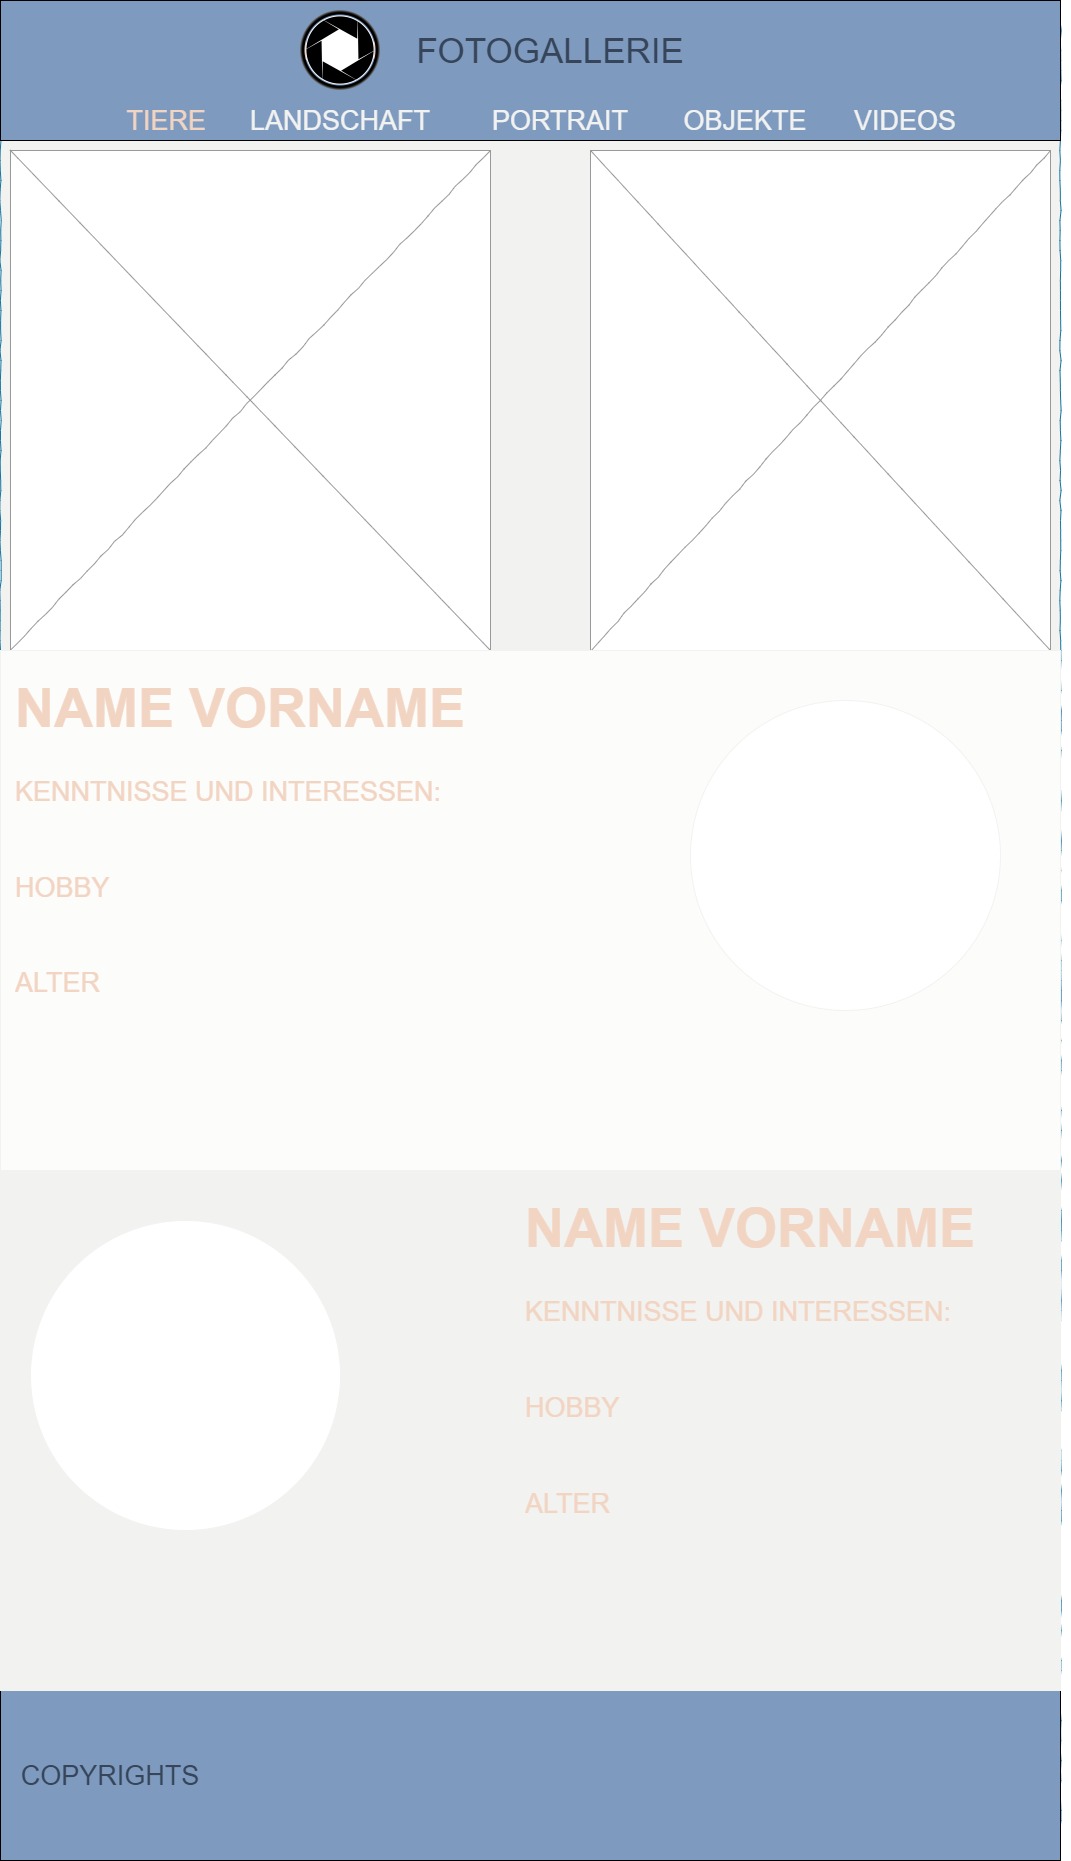 FOTOGALLERIE
TIERE LANDSCHAFT PORTRAIT OBJEKTE VIDEOS
NAME VORNAME
KENNTNISSE UND INTERESSEN:
HOBBY
ALTER
NAME VORNAME
KENNTNISSE UND INTERESSEN:
HOBBY
ALTER
COPYRIGHTS